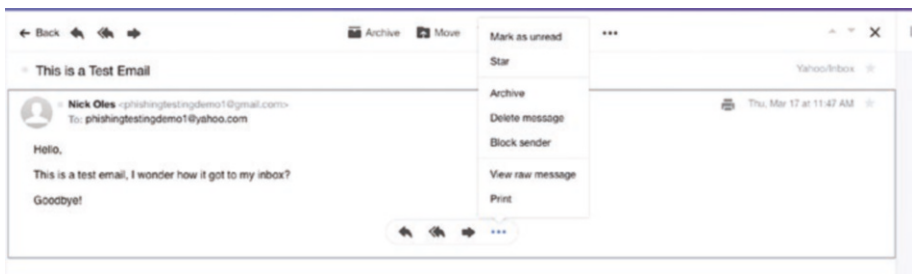 Back
Archive
Move
•••
This is a Test Email
Yahoo/Inbox
Nick Oles <phishingtestingdemo1@gmail.com>
Thu, Mar 17 at 11:47 AM
To: phishingtestingdemo1@yahoo.com
Hello,
This is a test email, I wonder how it got to my inbox?
Goodbye!
Mark as unread
Star
Archive
Delete message
Block sender
View raw message
Print